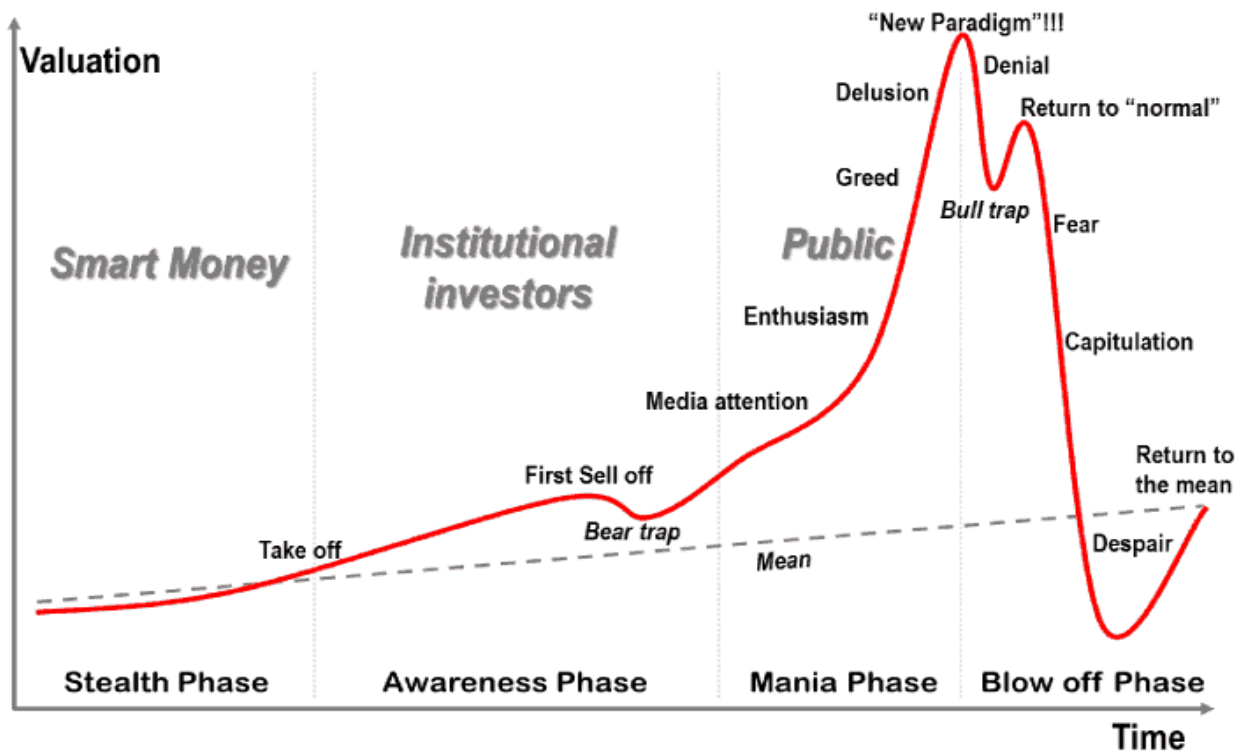 “New Paradigm”!!!
Valuation
Denial
Delusion
Return to “normal”
Greed
Bull trap
Fear
Smart Money
Institutional
investors
Public
Enthusiasm
Capitulation
Media attention
First Sell off
Return to
the mean
Bear trap
Take off
Mean
Despair
Stealth Phase
Awareness Phase
Mania Phase
Blow off Phase
Time